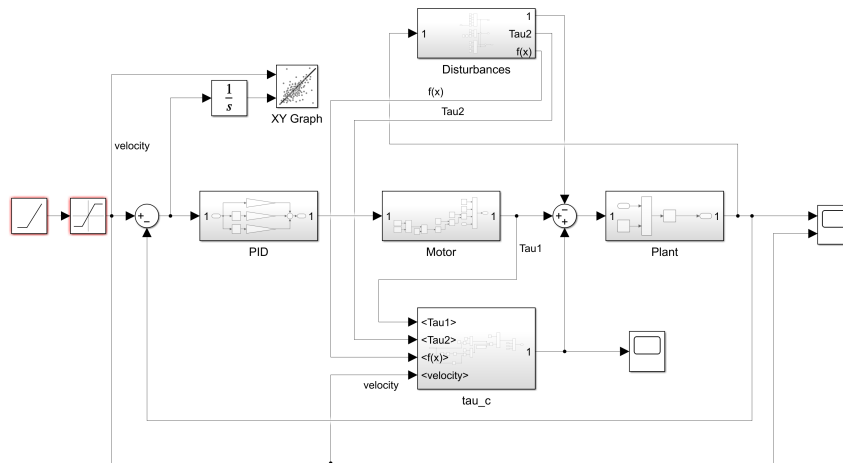 1
1
Tau2
f(x)
Disturbances
f(x)
Tau2
1
s
XY Graph
velocity
+
−
1
1
PID
1
1
Motor
Tau1
−
+
+
1
1
Plant
<Tau1>
<Tau2>
<f(x)>
<velocity>
1
velocity
tau_c